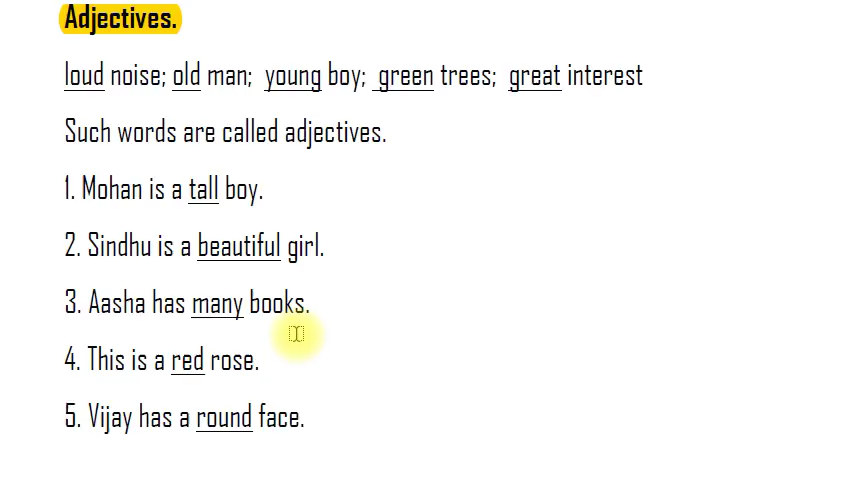 Adjectives.
loud noise; old man; young boy; green trees; great interest
Such words are called adjectives.
1. Mohan is a tall boy.
2. Sindhu is a beautiful girl.
3. Aasha has many books.
4. This is a red rose.
5. Vijay has a round face.